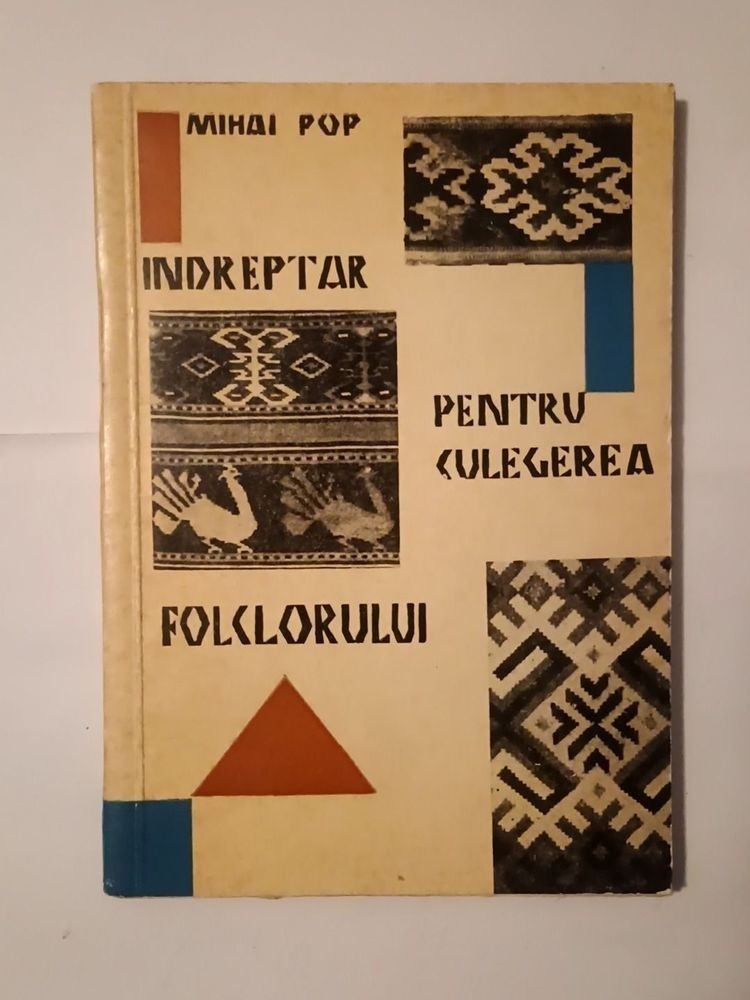 MIHAI POP
INDREPTAR
PENTRU
CULEGEREA
FOLCLORULUI